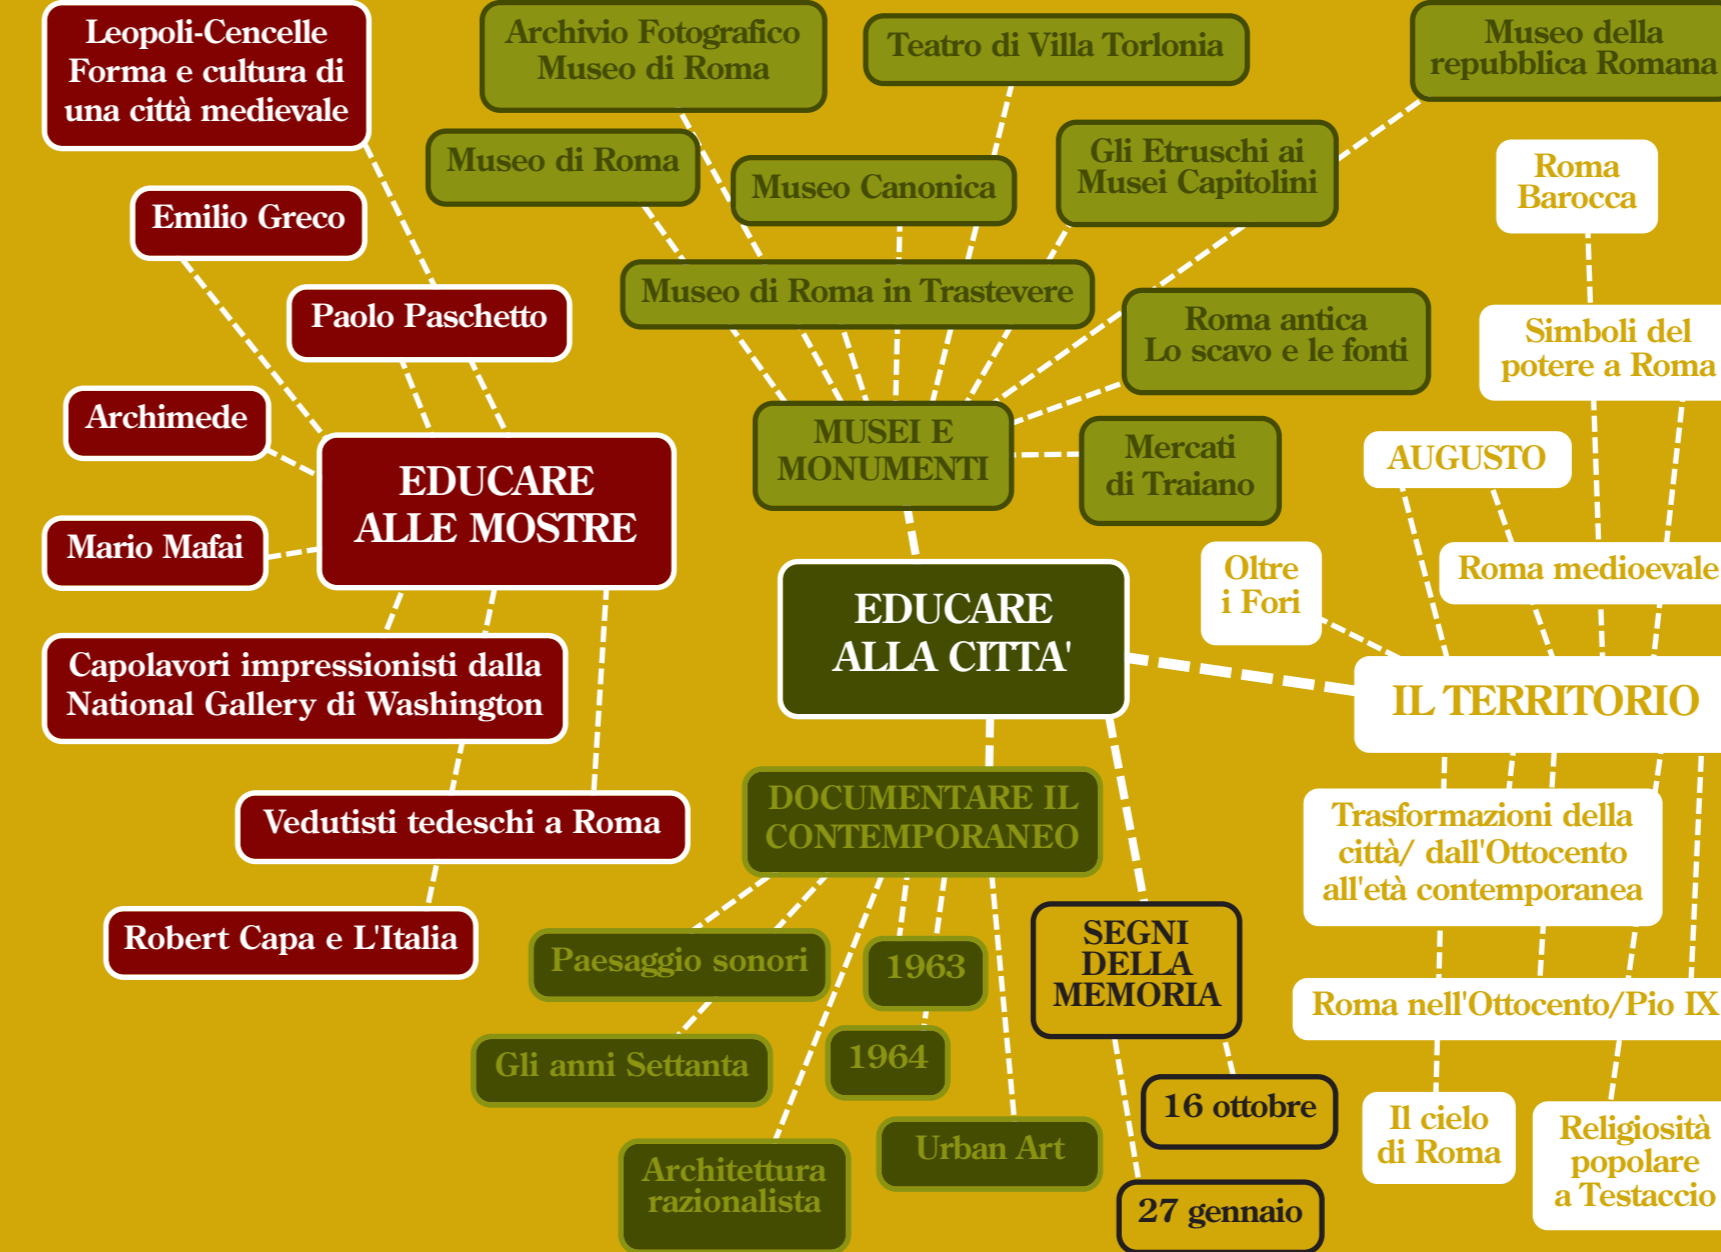 Leopoli-Cencelle
Forma e cultura di
una città medievale
Emilio Greco
Paolo Paschetto
Archimede
EDUCARE
ALLE MOSTRE
Mario Mafai
Capolavori impressionisti dalla
National Gallery di Washington
Vedutisti tedeschi a Roma
Robert Capa e L'Italia
Archivio Fotografico
Museo di Roma
Teatro di Villa Torlonia
Museo della
repubblica Romana
Museo di Roma
Museo Canonica
Gli Etruschi ai
Musei Capitolini
Museo di Roma in Trastevere
Roma antica
Lo scavo e le fonti
MUSEI E
MONUMENTI
Mercati
di Traiano
EDUCARE
ALLA CITTA'
DOCUMENTARE IL
CONTEMPORANEO
Paesaggio sonori
1963
Gli anni Settanta
1964
Architettura
razionalista
Urban Art
SEGNI
DELLA
MEMORIA
16 ottobre
27 gennaio
Roma
Barocca
Simboli del
potere a Roma
AUGUSTO
Roma medioevale
Oltre
i Fori
IL TERRITORIO
Trasformazioni della
città/ dall'Ottocento
all'età contemporanea
Roma nell'Ottocento/Pio IX
Il cielo
di Roma
Religiosità
popolare
a Testaccio